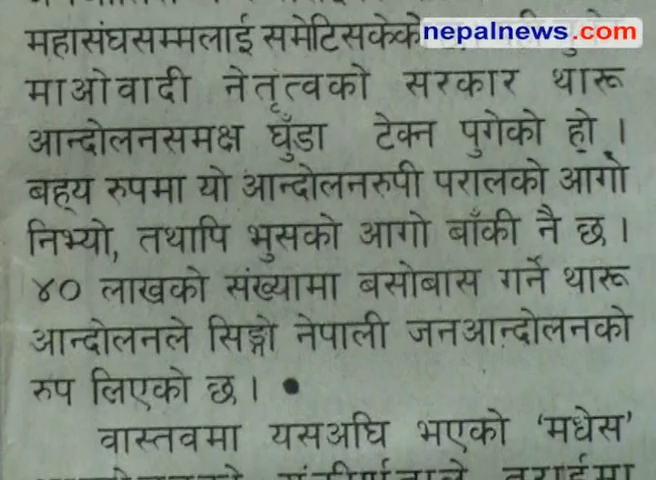 nepalnews.com
महासंघसम्मलाई समेटिसकेको
माओवादी नेतृत्वको सरकार थारू
आन्दोलनसमक्ष घुँडा टेक्न पुगेको हो ।
बह्य रुपमा यो आन्दोलनरुपी परालको आगो
निभ्यो, तथापि भुसको आगो बाँकी नै छ ।
४० लाखको संख्यामा बसोबास गर्ने थारू
आन्दोलनले सिङ्गो नेपाली जनआन्दोलनको
रुप लिएको छ । ●
वास्तवमा यसअघि भएको ‘मधेस’